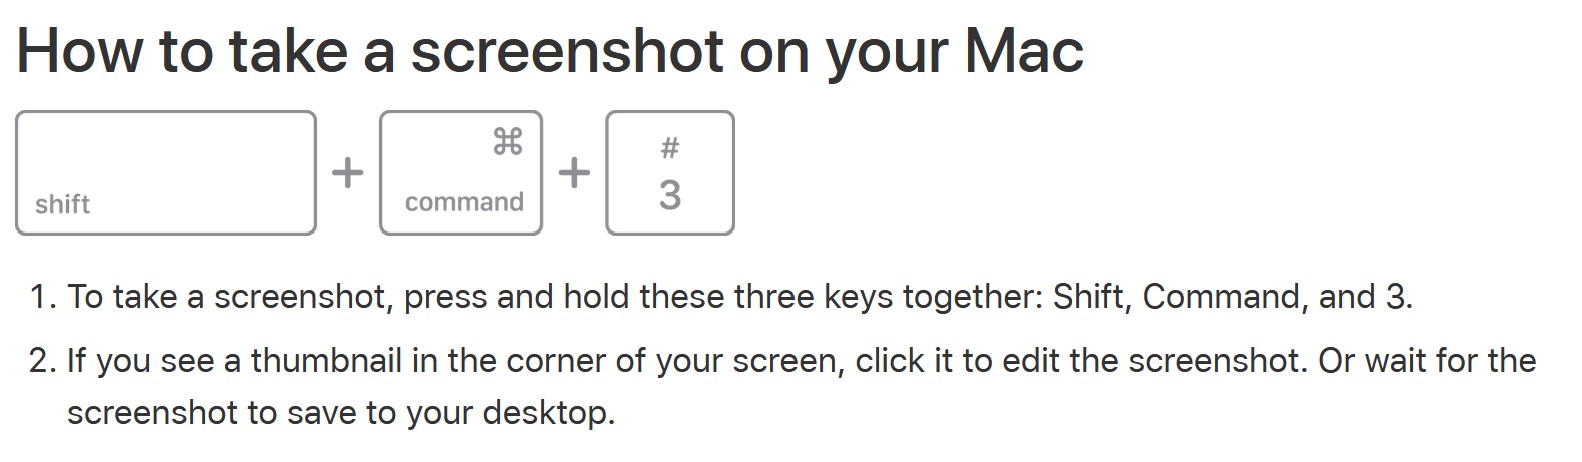 How to take a screenshot on your Mac
shift + ⌘ command + # 3
1. To take a screenshot, press and hold these three keys together: Shift, Command, and 3.
2. If you see a thumbnail in the corner of your screen, click it to edit the screenshot. Or wait for the
screenshot to save to your desktop.